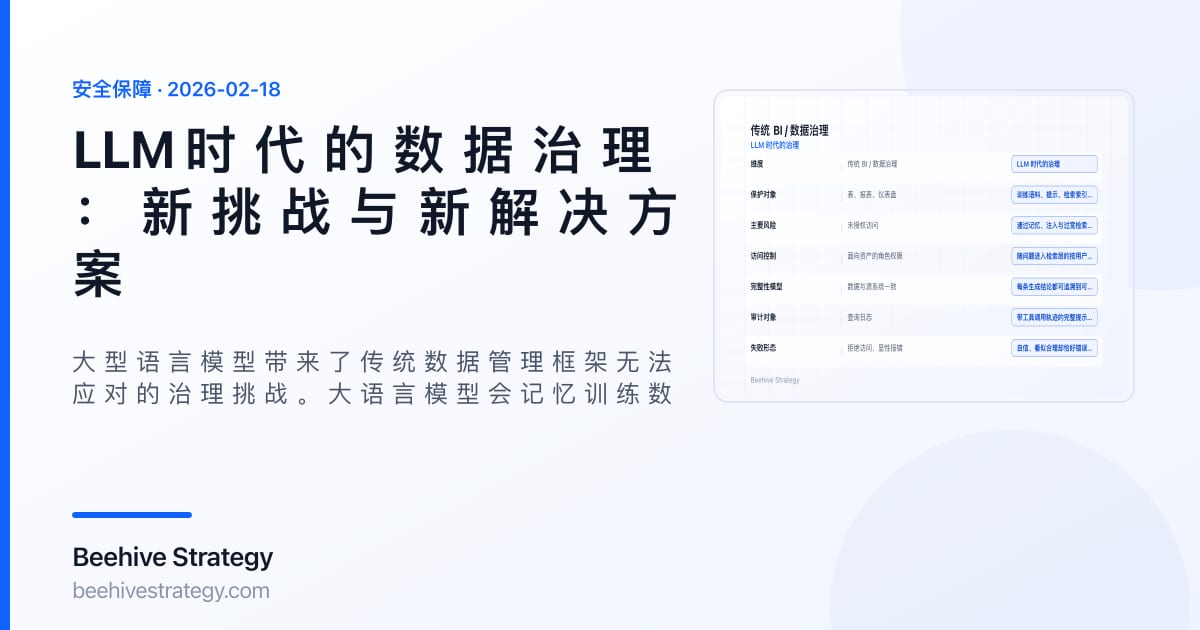 安全保障 · 2026-02-18
LLM时代的数据治理
：新挑战与新解决方
案
大型语言模型带来了传统数据管理框架无法
应对的治理挑战。大语言模型会记忆训练数
Beehive Strategy
beehivestrategy.com
传统 BI / 数据治理
LLM 时代的治理
维度 传统 BI / 数据治理 LLM 时代的治理
保护对象 表、报表、仪表盘 训练语料、提示、检索索引...
主要风险 未授权访问 通过记忆、注入与过宽检索...
访问控制 面向资产的角色权限 随问题进入检索层的按用户...
完整性模型 数据与源系统一致 每条生成结论都可追溯到可...
审计对象 查询日志 带工具调用轨迹的完整提示...
失败形态 拒绝访问、显性报错 自信、看似合理却恰好错误...
Beehive Strategy